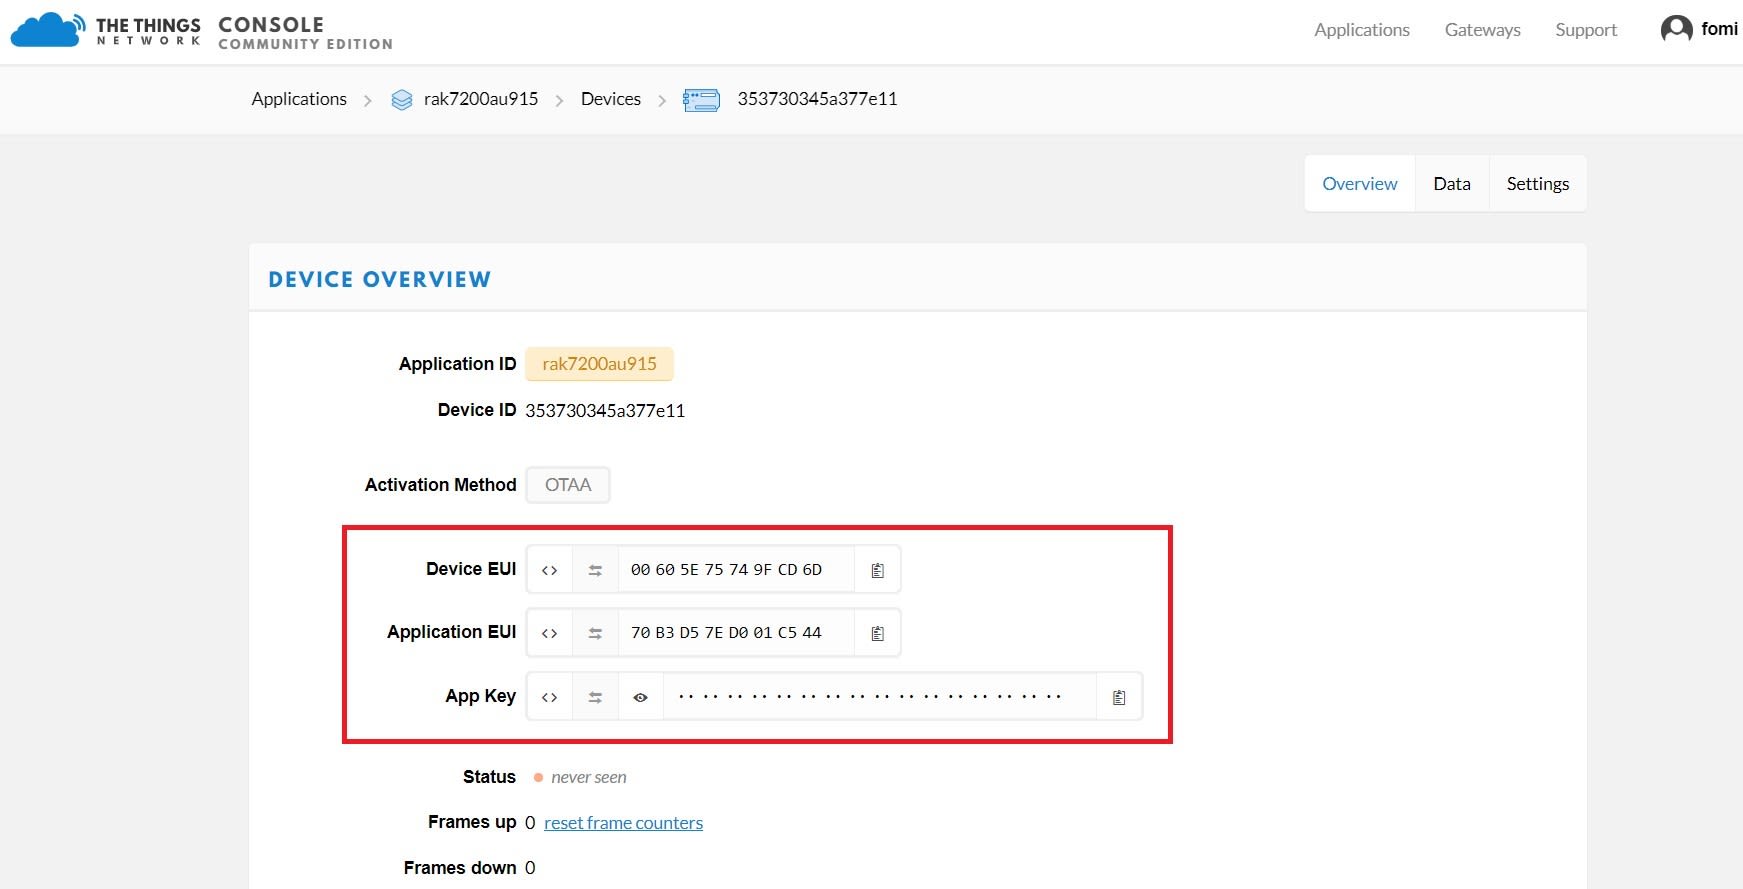 THE THINGS NETWORK CONSOLE COMMUNITY EDITION
Applications Gateways Support fomi
Applications > rak7200au915 > Devices > 353730345a377e11
Overview Data Settings
DEVICE OVERVIEW
Application ID rak7200au915
Device ID 353730345a377e11
Activation Method OTAA
Device EUI <> 00 60 5E 75 74 9F CD 6D
Application EUI <> 70 B3 D5 7E D0 01 C5 44
App Key <>
Status never seen
Frames up 0 reset frame counters
Frames down 0